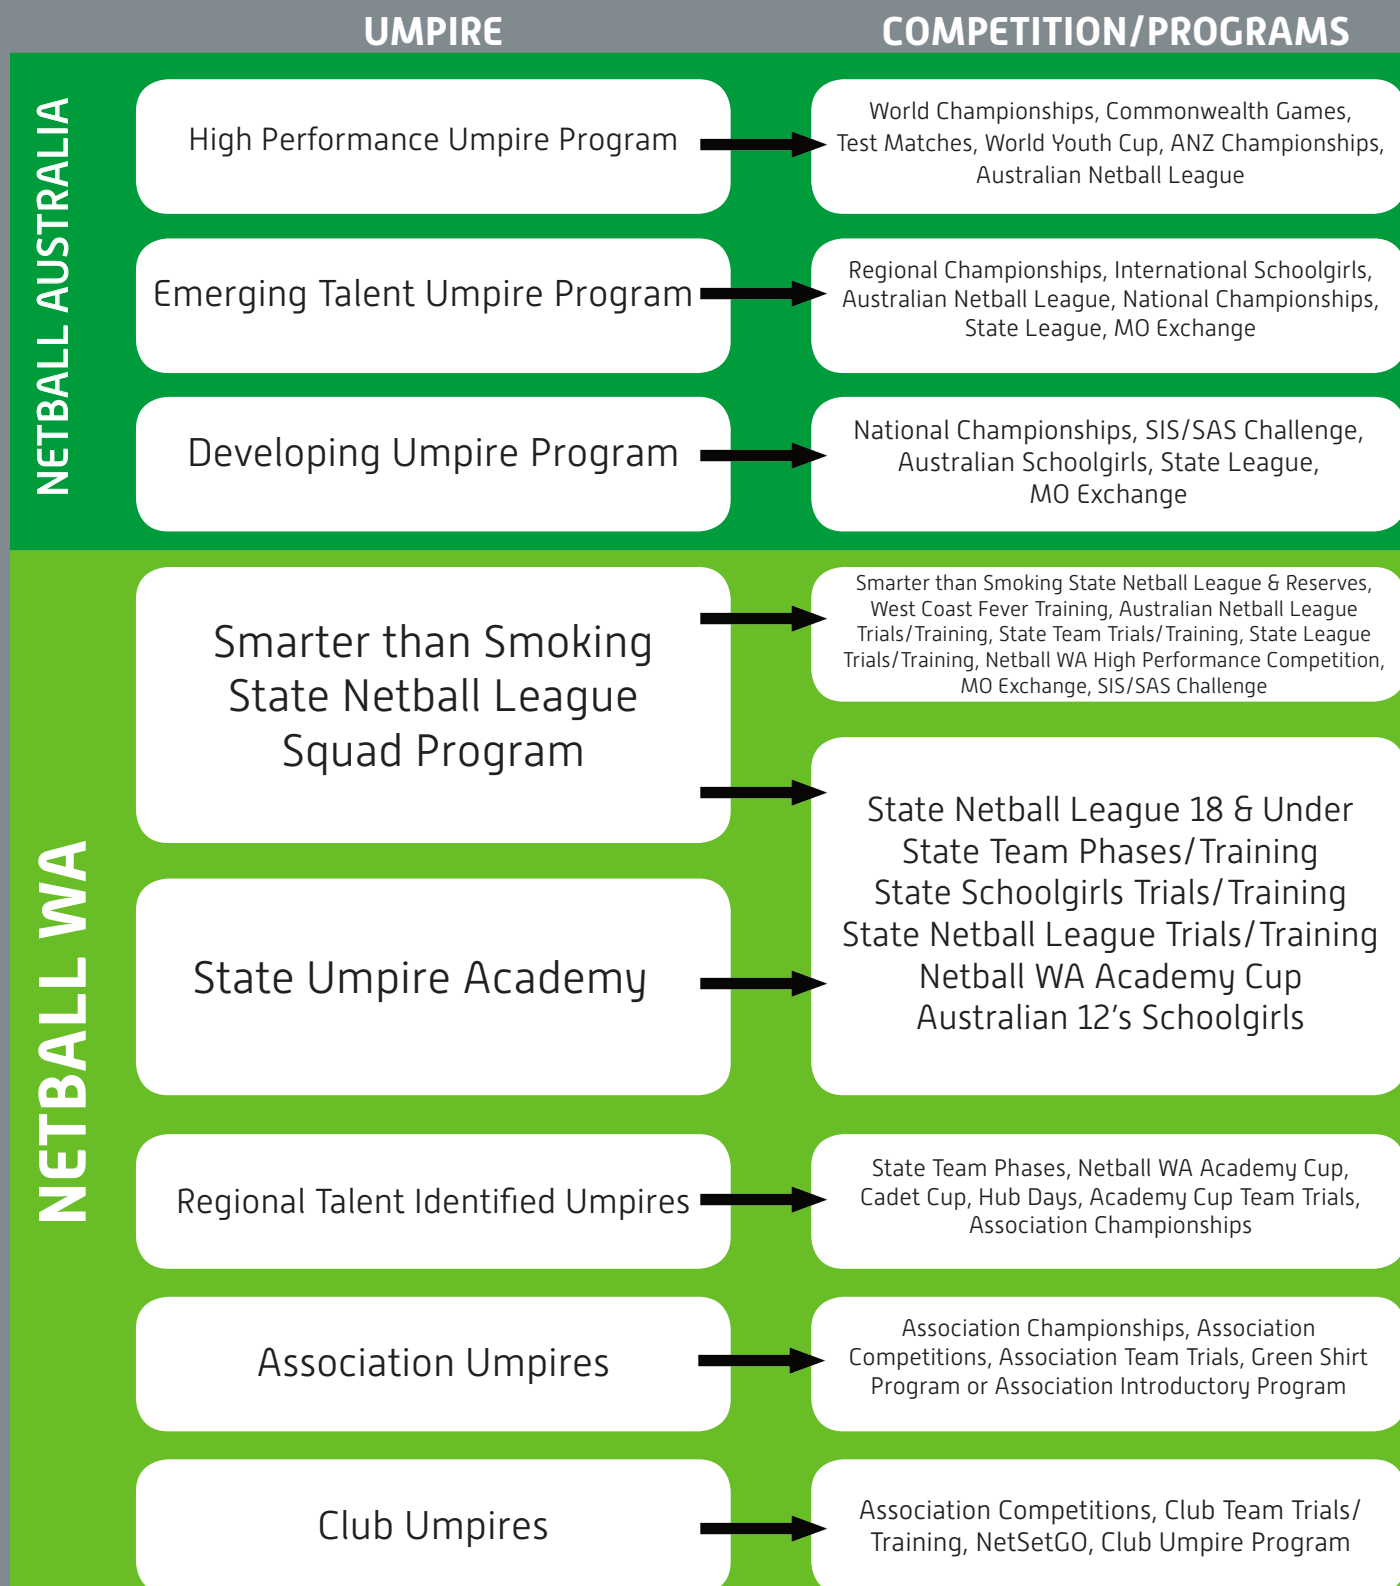 UMPIRE
COMPETITION/PROGRAMS
NETBALL AUSTRALIA
High Performance Umpire Program
World Championships, Commonwealth Games,
Test Matches, World Youth Cup, ANZ Championships,
Australian Netball League
Emerging Talent Umpire Program
Regional Championships, International Schoolgirls,
Australian Netball League, National Championships,
State League, MO Exchange
Developing Umpire Program
National Championships, SIS/SAS Challenge,
Australian Schoolgirls, State League,
MO Exchange
NETBALL WA
Smarter than Smoking
State Netball League
Squad Program
Smarter than Smoking State Netball League & Reserves,
West Coast Fever Training, Australian Netball League
Trials/Training, State Team Trials/Training, State League
Trials/Training, Netball WA High Performance Competition,
MO Exchange, SIS/SAS Challenge
State Umpire Academy
State Netball League 18 & Under
State Team Phases/Training
State Schoolgirls Trials/Training
State Netball League Trials/Training
Netball WA Academy Cup
Australian 12's Schoolgirls
Regional Talent Identified Umpires
State Team Phases, Netball WA Academy Cup,
Cadet Cup, Hub Days, Academy Cup Team Trials,
Association Championships
Association Umpires
Association Championships, Association
Competitions, Association Team Trials, Green Shirt
Program or Association Introductory Program
Club Umpires
Association Competitions, Club Team Trials/
Training, NetSetGO, Club Umpire Program